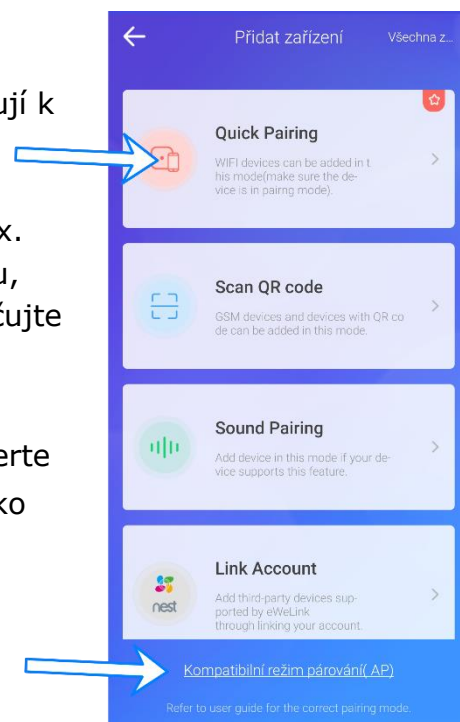 ují k
x.
u,
čujte
erte
ko
Přidat zařízení
Všechna z...
Quick Pairing
WIFI devices can be added in t
his mode(make sure the de-
vice is in pairng mode).
Scan QR code
GSM devices and devices with QR co
de can be added in this mode.
Sound Pairing
Add device in this mode if your de-
vice supports this feature.
Link Account
nest
Add third-party devices sup-
ported by eWeLink
through linking your account.
Kompatibilní režim párování( AP)
Refer to user guide for the correct pairing mode.